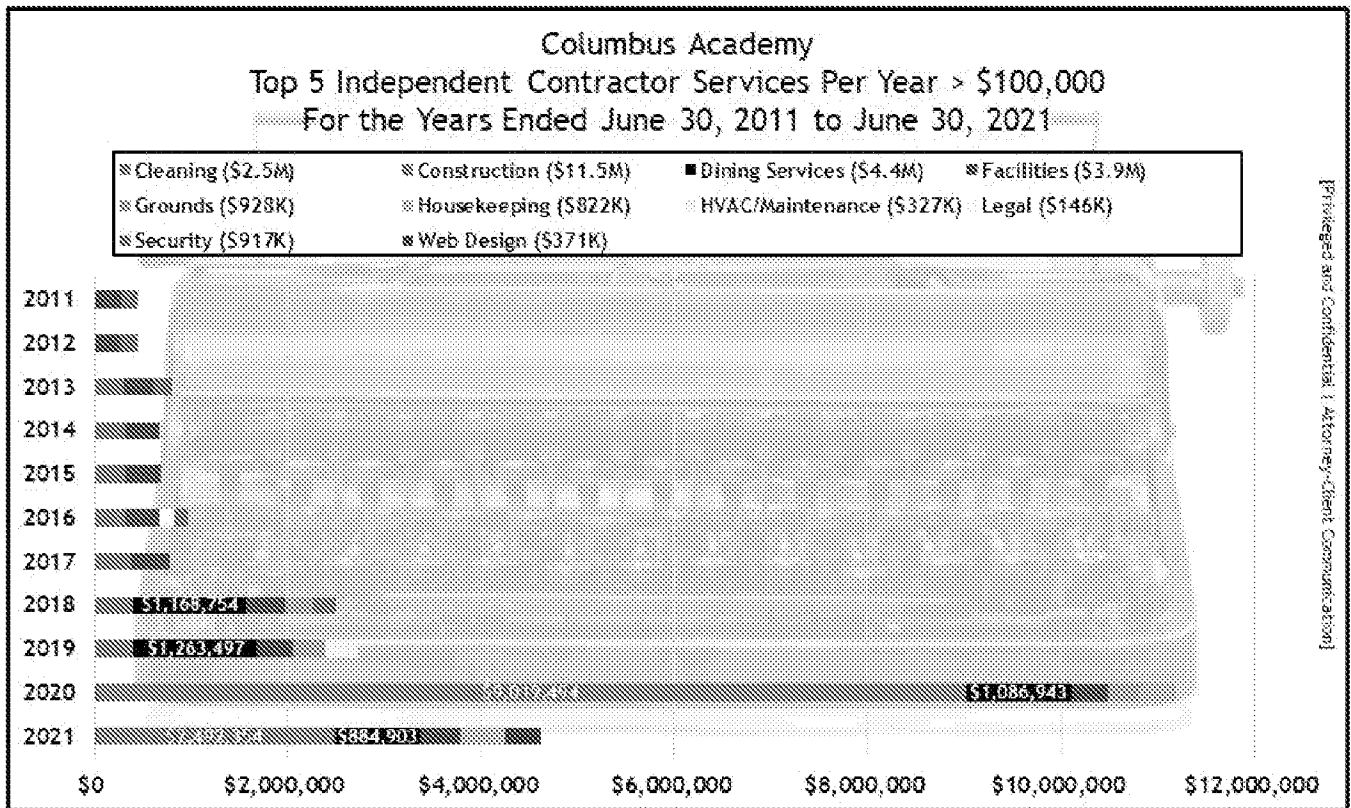 Columbus Academy
Top 5 Independent Contractor Services Per Year > $100,000
For the Years Ended June 30, 2011 to June 30, 2021
Cleaning ($2.5M) Construction ($11.5M) Dining Services ($4.4M) Facilities ($3.9M)
Grounds ($928K) Housekeeping ($822K) HVAC/Maintenance ($327K) Legal ($146K)
Security ($917K) Web Design ($371K)
2011
2012
2013
2014
2015
2016
2017
2018 $1,168,754
2019 $1,263,497
2020 $1,086,943
2021 $884,903
$0 $2,000,000 $4,000,000 $6,000,000 $8,000,000 $10,000,000 $12,000,000
[Privileged and Confidential | Attorney-Client Communication]